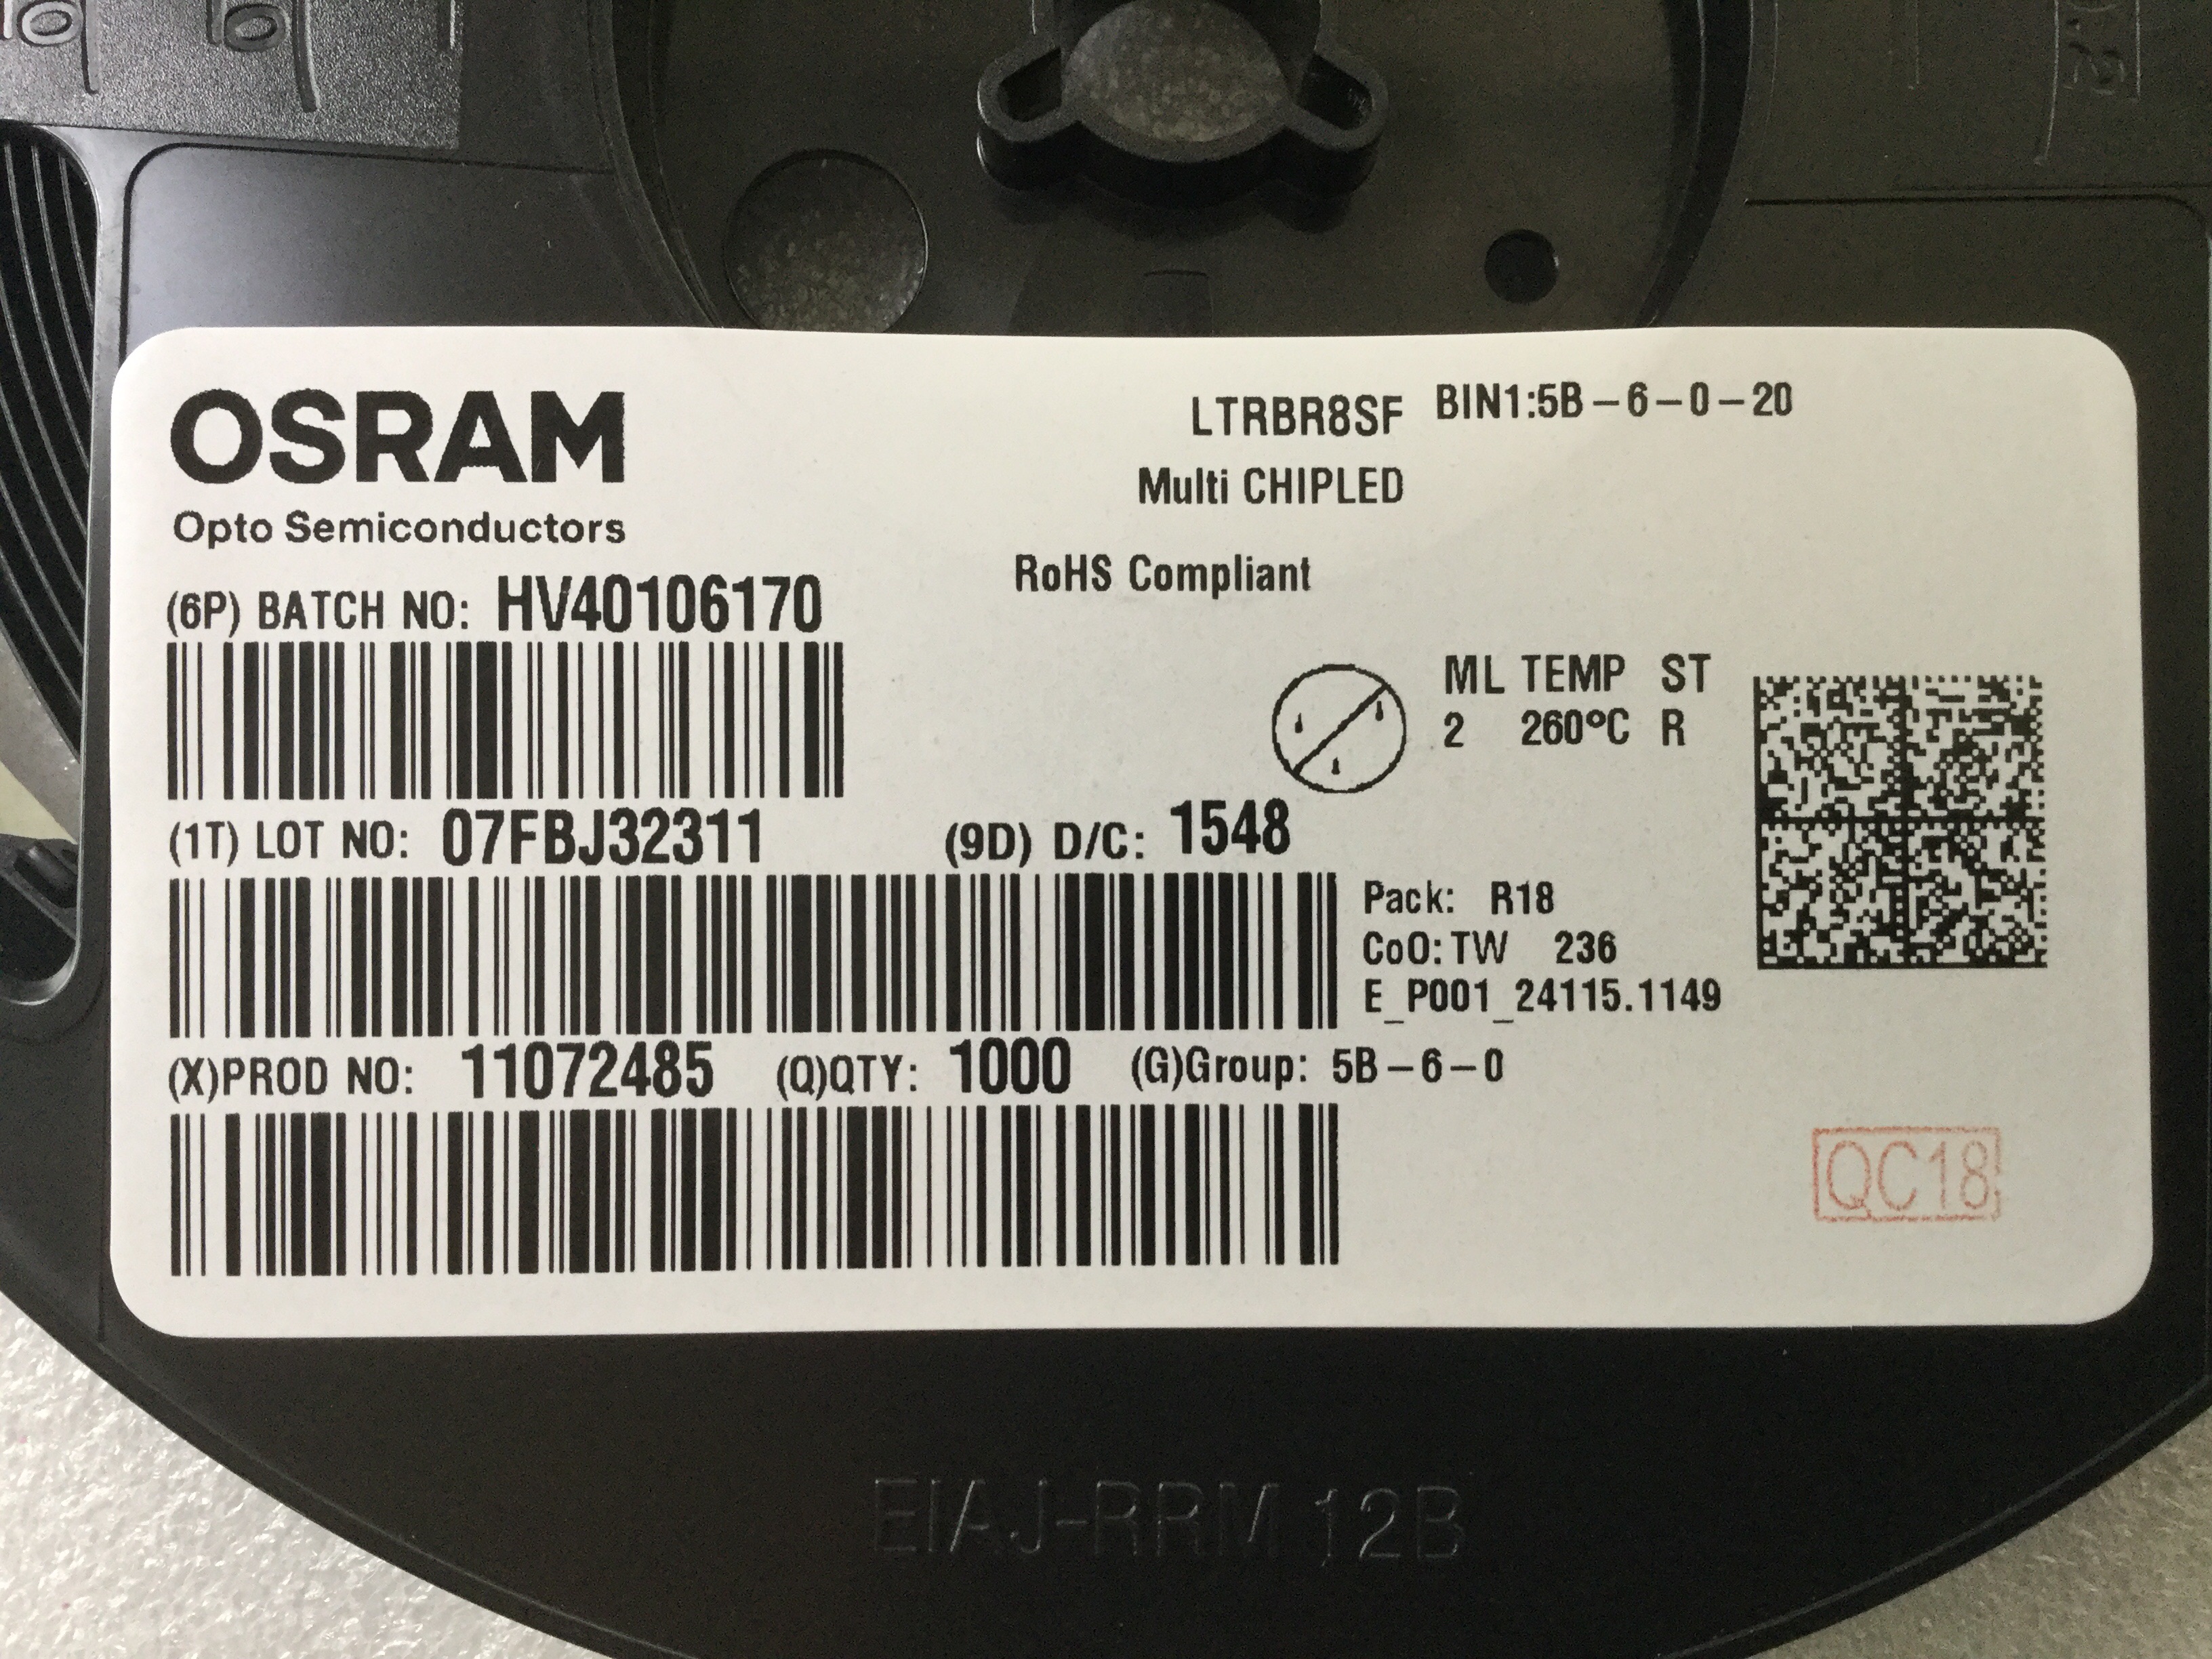 OSRAM
Opto Semiconductors
LTRBR8SF BIN1:5B-6-0-20
Multi CHIPLED
RoHS Compliant
(6P) BATCH NO: HV40106170
ML TEMP ST
2 260°C R
(1T) LOT NO: 07FBJ32311 (9D) D/C: 1548
Pack: R18
CoO: TW 236
E_P001_24115.1149
(X)PROD NO: 11072485 (Q)QTY: 1000 (G)Group: 5B-6-0
QC18
EIAJ-RRM 12B